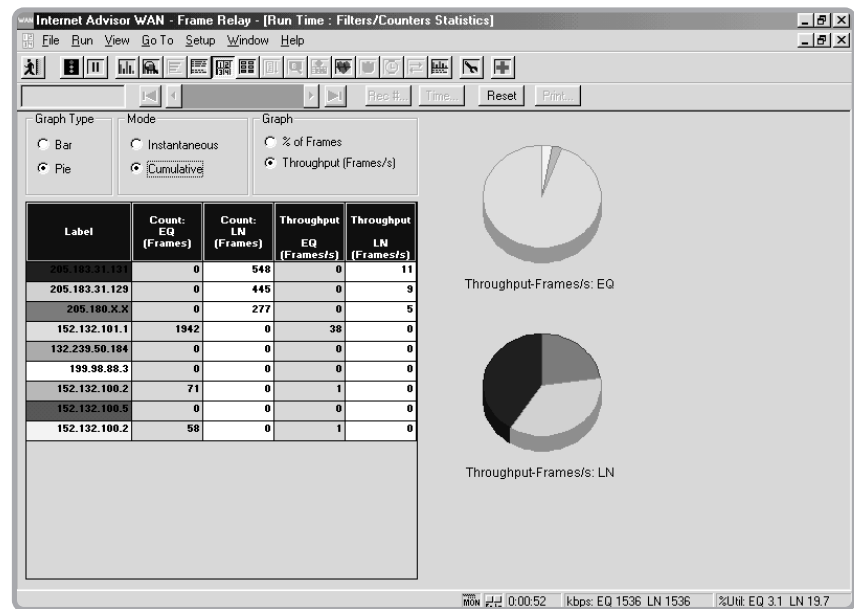 Internet Advisor WAN - Frame Relay - [Run Time : Filters/Counters Statistics]
File Run View Go To Setup Window Help
Rec #... Time... Reset Print...
Graph Type Mode Graph
Bar Instantaneous % of Frames
Pie Cumulative Throughput (Frames/s)
Label Count: EQ (Frames) Count: LN (Frames) Throughput EQ (Frames/s) Throughput LN (Frames/s)
205.183.31.131 0 548 0 11
205.183.31.129 0 445 0 9
205.180.X.X 0 277 0 5
152.132.101.1 1942 0 38 0
132.239.50.184 0 0 0 0
199.98.88.3 0 0 0 0
152.132.100.2 71 0 1 0
152.132.100.5 0 0 0 0
152.132.100.2 58 0 1 0
Throughput-Frames/s: EQ
Throughput-Frames/s: LN
MON 0:00:52 kbps: EQ 1536 LN 1536 %Util: EQ 3.1 LN 19.7